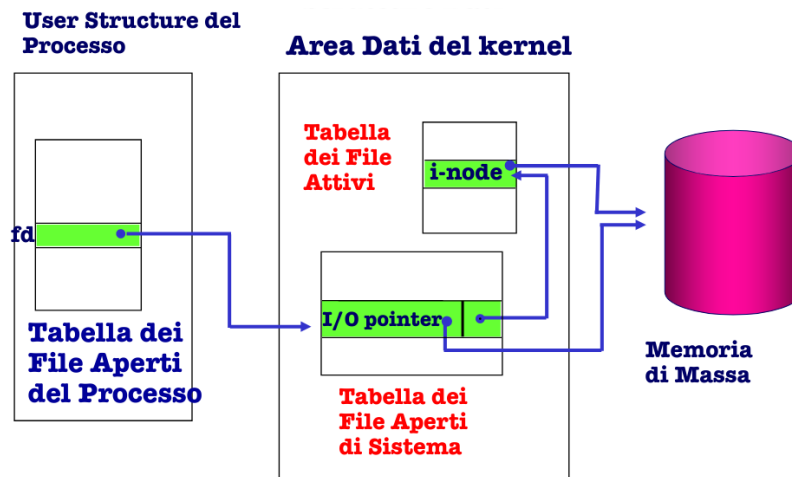 User Structure del
Processo
Area Dati del kernel
Tabella
dei File
Attivi
i-node
fd
I/O pointer
Tabella dei
File Aperti
del Processo
Tabella dei
File Aperti
di Sistema
Memoria
di Massa